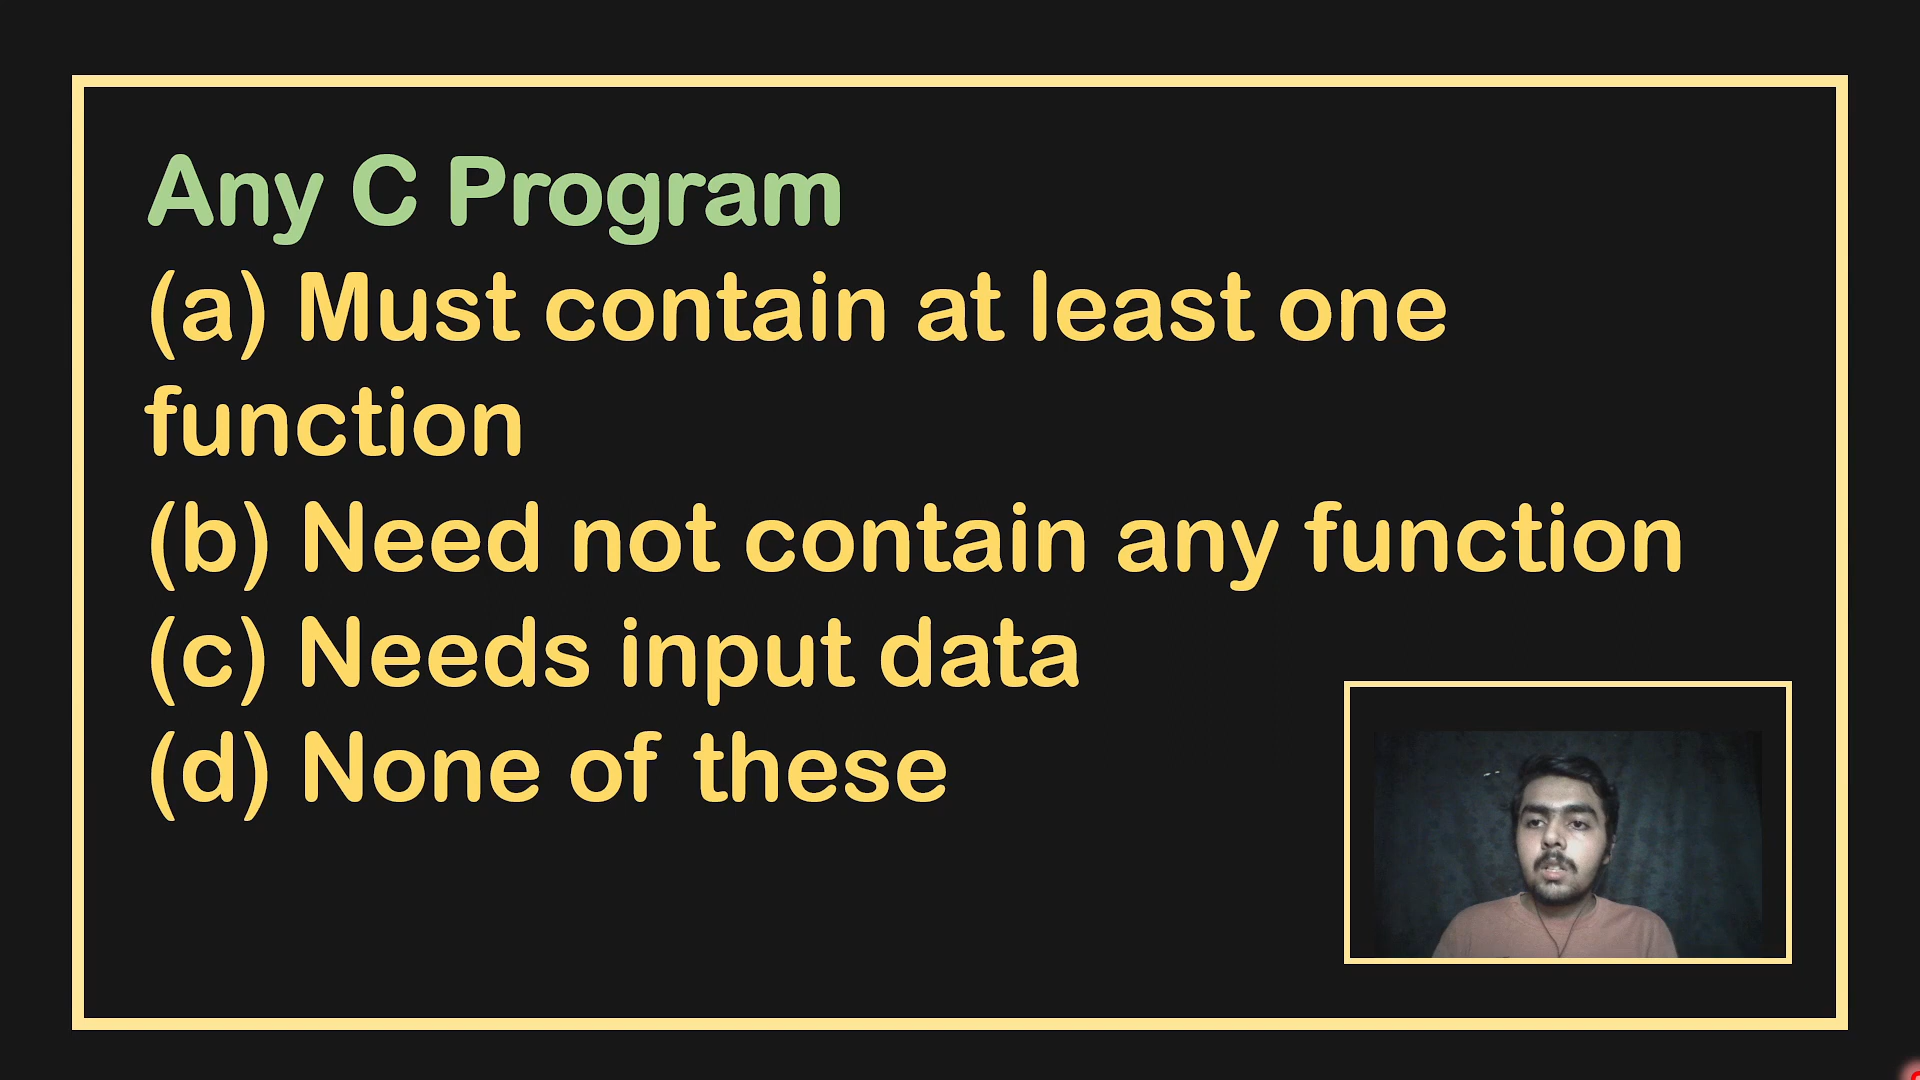 Any C Program
(a) Must contain at least one
function
(b) Need not contain any function
(c) Needs input data
(d) None of these